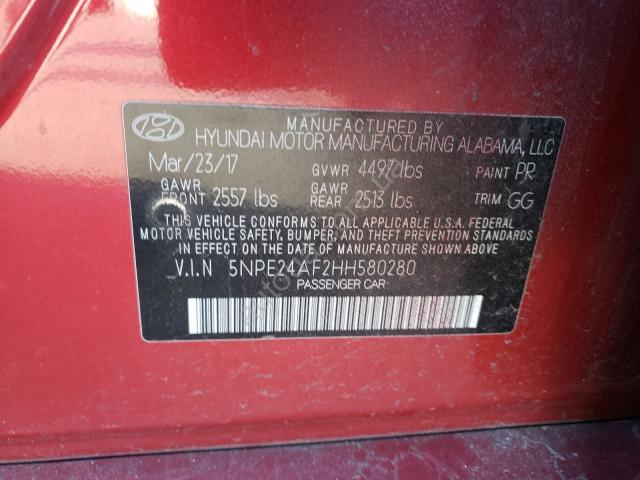 MANUFACTURED BY
HYUNDAI MOTOR MANUFACTURING ALABAMA, LLC
Mar/23/17 GVWR 4497 lbs PAINT PR
GAWR GAWR
FRONT 2557 lbs REAR 2513 lbs TRIM GG
THIS VEHICLE CONFORMS TO ALL APPLICABLE U.S.A. FEDERAL
MOTOR VEHICLE SAFETY, BUMPER, AND THEFT PREVENTION STANDARDS
IN EFFECT ON THE DATE OF MANUFACTURE SHOWN ABOVE.
V.I.N 5NPE24AF2HH580280
PASSENGER CAR